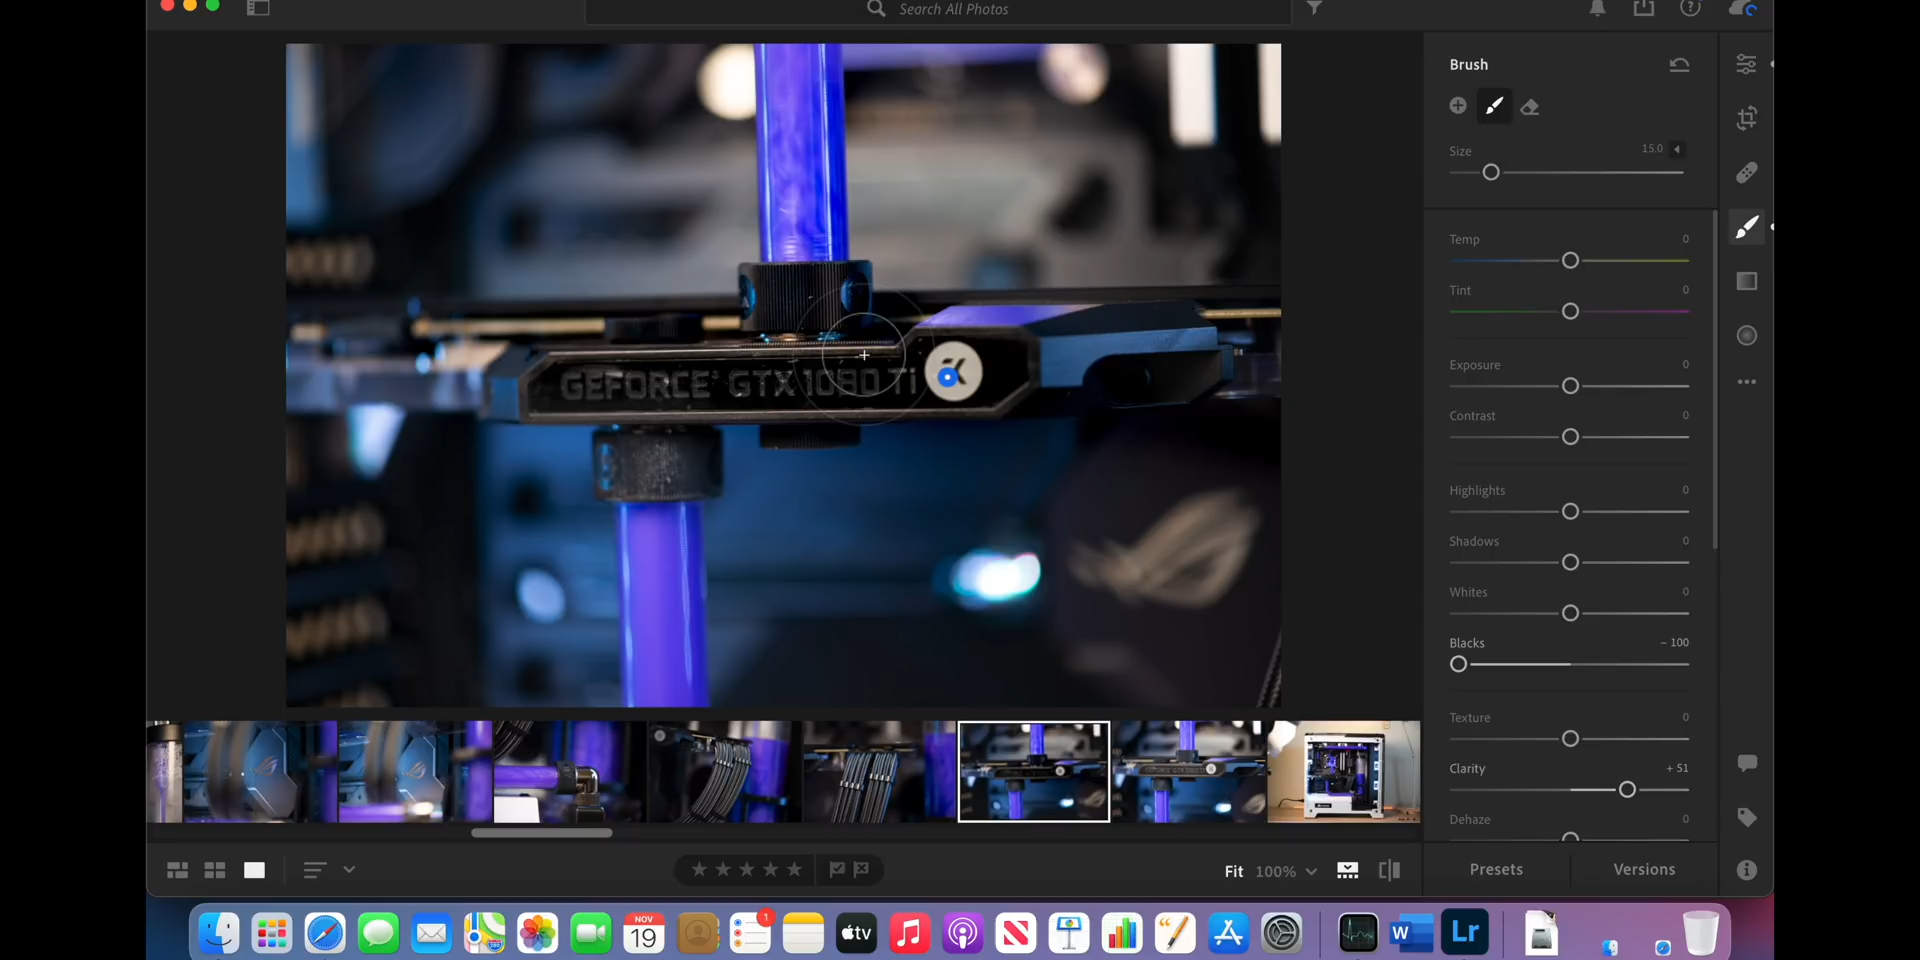 Search All Photos
Brush
Size 15.0
Temp 0
Tint 0
Exposure 0
Contrast 0
Highlights 0
Shadows 0
Whites 0
Blacks – 100
Texture 0
Clarity + 51
Dehaze 0
GEFORCE GTX 1080 Ti
Fit 100%
Presets Versions
NOV
19
1
tv
W
Lr